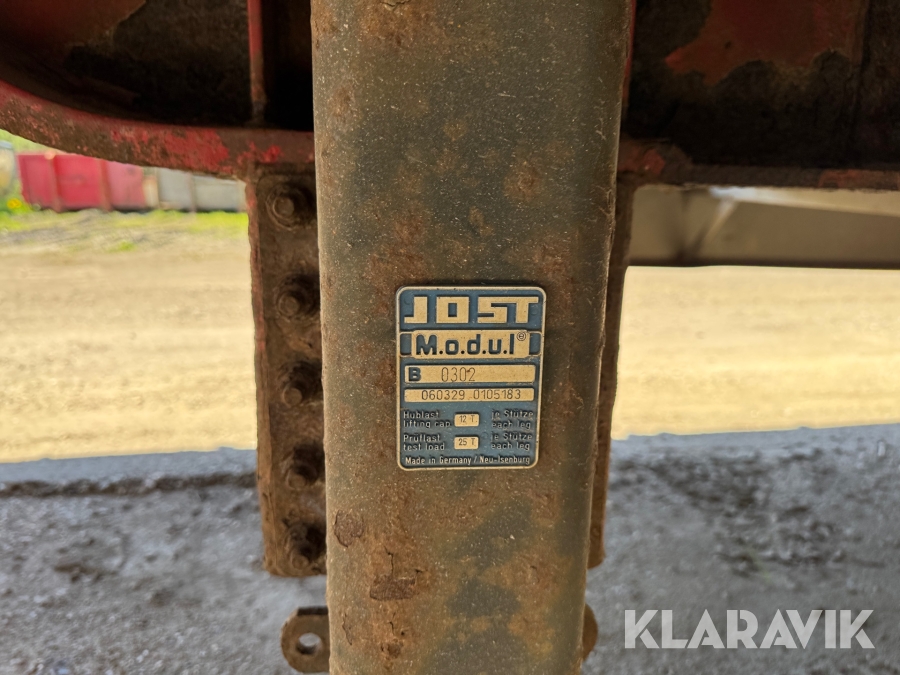 JOST
M.o.d.u.l ©
B 0302
060329 0105183
Hublast je Stütze
lifting cap. 12 T each leg
Prüflast je Stütze
test load 25 T each leg
Made in Germany / Neu-Isenburg
KLARAVIK